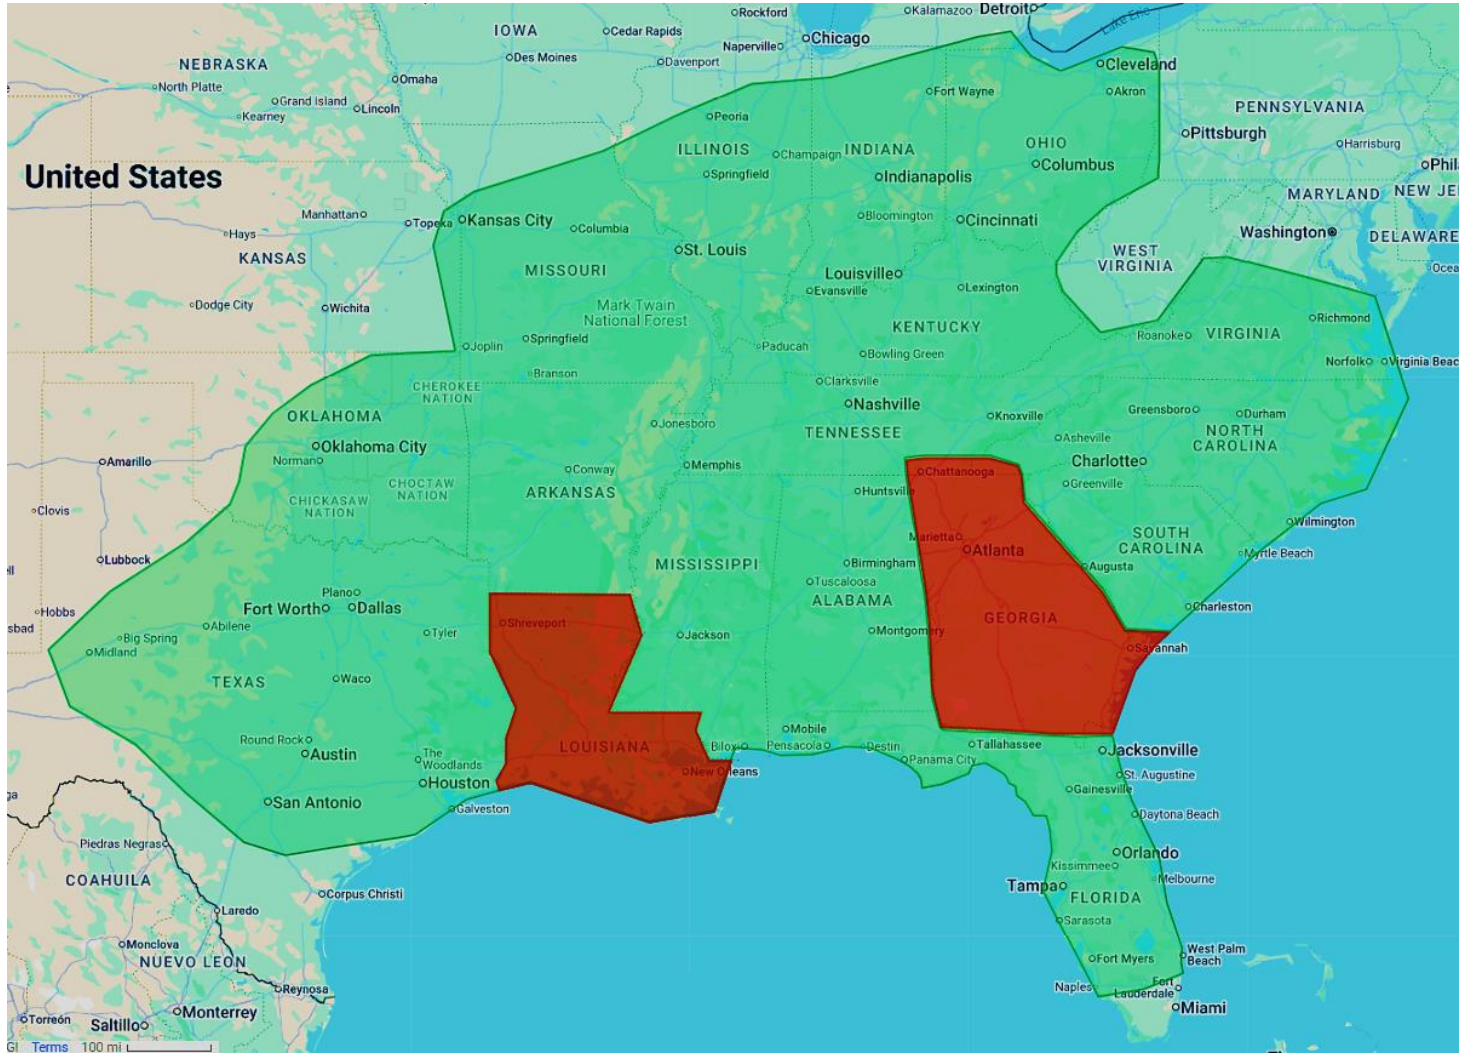 Rockford
Kalamazoo
Detroit
Lake Erie
IOWA
Cedar Rapids
Chicago
Naperville
Davenport
Des Moines
NEBRASKA
Omaha
Cleveland
North Platte
Grand Island
Lincoln
Kearney
Fort Wayne
Akron
PENNSYLVANIA
Peoria
Pittsburgh
Harrisburg
OHIO
ILLINOIS
INDIANA
Champaign
Columbus
Phil
United States
Springfield
Indianapolis
MARYLAND
NEW JE
Manhattan
Topeka
Kansas City
Columbia
Bloomington
Cincinnati
Washington
DELAWARE
Hays
KANSAS
St. Louis
WEST
VIRGINIA
MISSOURI
Louisville
Ocea
Evansville
Lexington
Dodge City
Wichita
Mark Twain
National Forest
KENTUCKY
Richmond
Roanoke
VIRGINIA
Joplin
Springfield
Paducah
Bowling Green
Norfolk
Virginia Beac
Branson
Clarksville
CHEROKEE
NATION
Nashville
OKLAHOMA
Knoxville
Greensboro
Durham
Jonesboro
TENNESSEE
NORTH
CAROLINA
Oklahoma City
Asheville
Amarillo
Norman
Conway
Memphis
Chattanooga
Charlotte
CHOCTAW
NATION
ARKANSAS
Huntsville
Greenville
CHICKASAW
NATION
Clovis
Wilmington
Marietta
SOUTH
CAROLINA
Lubbock
Atlanta
Myrtle Beach
MISSISSIPPI
Birmingham
Augusta
Tuscaloosa
Plano
ALABAMA
Hobbs
Fort Worth
Dallas
Charleston
sbad
Abilene
Shreveport
GEORGIA
Big Spring
Tyler
Jackson
Montgomery
Midland
Savannah
TEXAS
Waco
Round Rock
Mobile
Austin
The
Woodlands
LOUISIANA
Biloxi
Pensacola
Destin
Tallahassee
Jacksonville
Panama City
New Orleans
St. Augustine
Houston
Gainesville
San Antonio
Galveston
Daytona Beach
Piedras Negras
Orlando
Kissimmee
COAHUILA
Corpus Christi
Tampa
Melbourne
FLORIDA
Laredo
Sarasota
Monclova
West Palm
Beach
NUEVO LEON
Fort Myers
Reynosa
Naples
Fort
Lauderdale
Monterrey
Miami
Torreón
Saltillo
GI Terms 100 mi